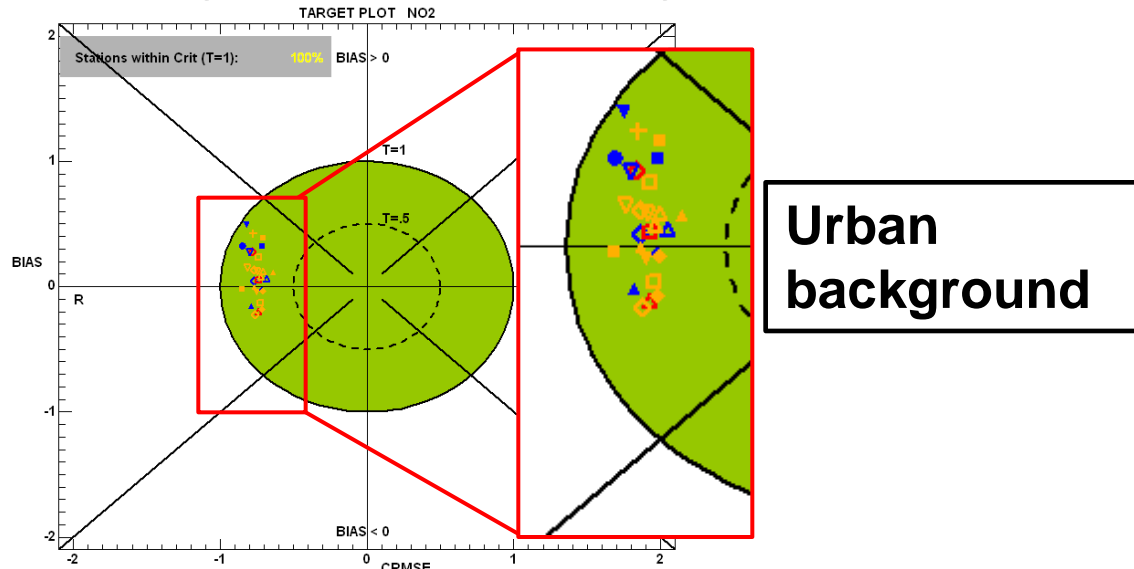 TARGET PLOT NO2
Stations within Crit (T=1): 100%
BIAS > 0
T=1
T=.5
BIAS
R
BIAS < 0
2
1
0
-1
-2
-2
-1
0
1
2
CRMSE
Urban
background